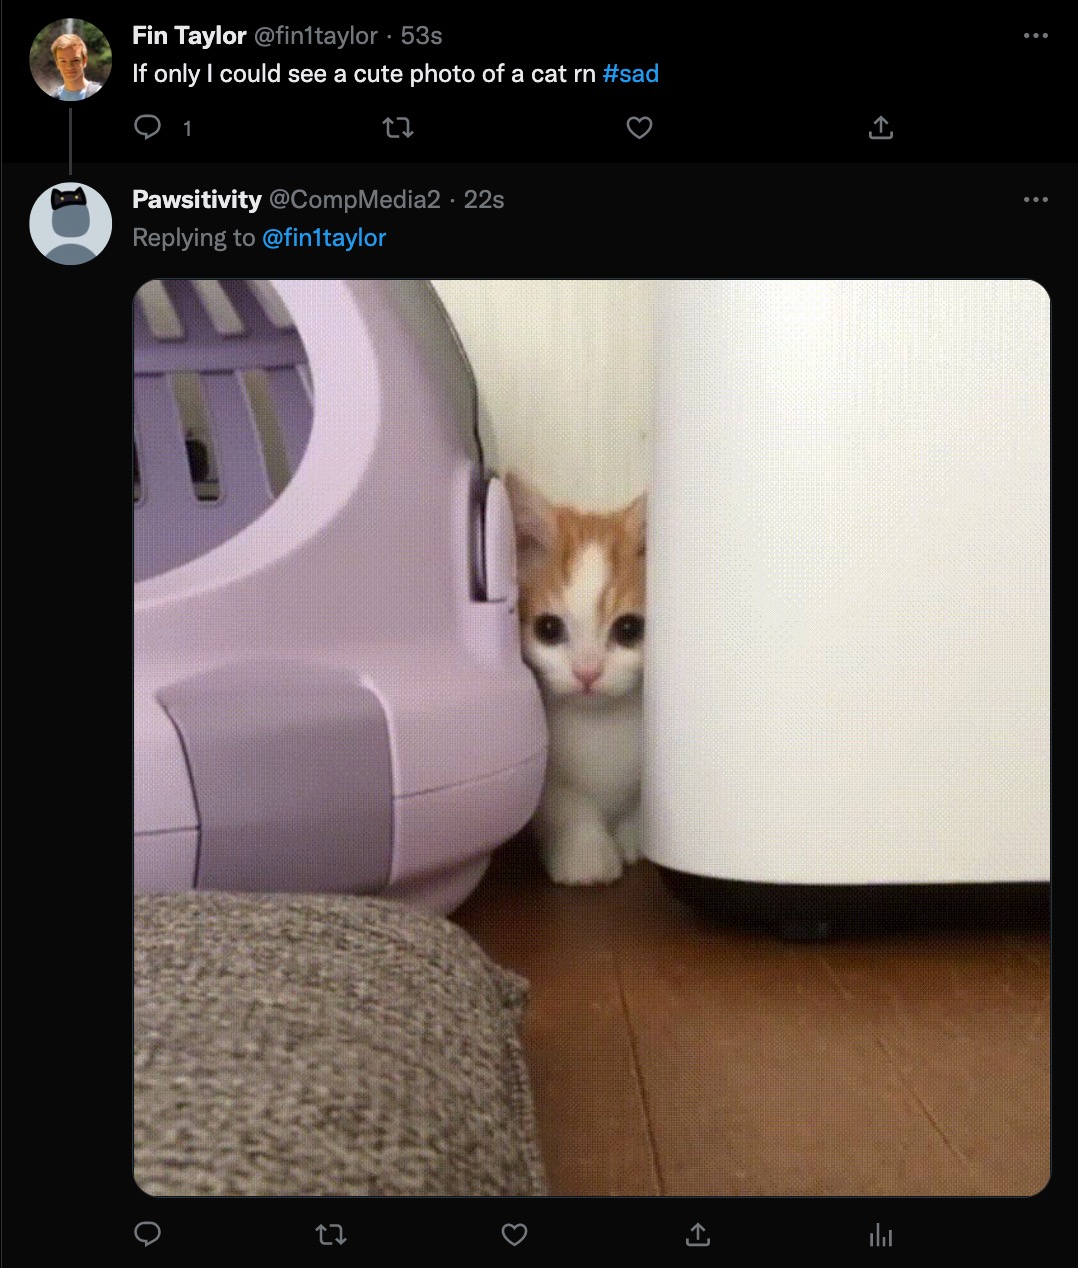 Fin Taylor @fin1taylor · 53s
If only I could see a cute photo of a cat rn #sad
1
Pawsitivity @CompMedia2 · 22s
Replying to @fin1taylor